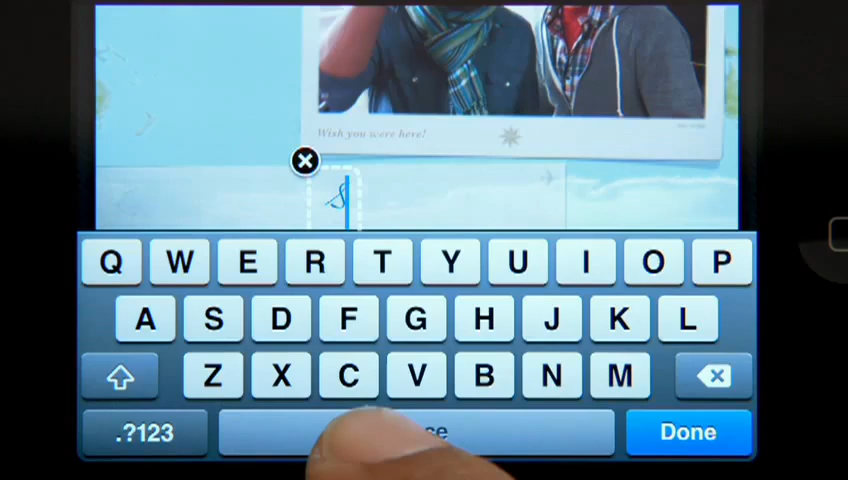 Wish you were here!
S
Q W E R T Y U I O P
A S D F G H J K L
Z X C V B N M
.?123 Done